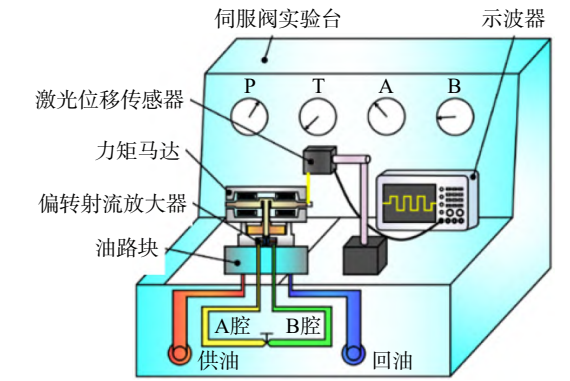 伺服阀实验台
示波器
P
T
A
B
激光位移传感器
力矩马达
偏转射流放大器
油路块
A腔
B腔
供油
回油